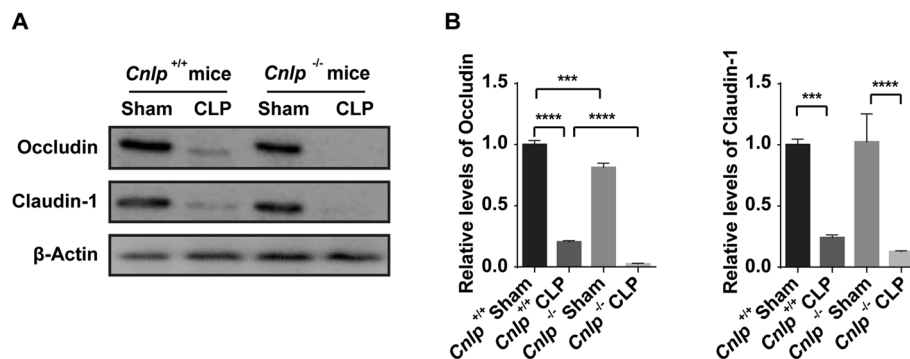 A
Cnlp +/+ mice Cnlp -/- mice
Sham CLP Sham CLP
Occludin
Claudin-1
β-Actin
B
Relative levels of Occludin
1.5
1.0
0.5
0.0
***
**** ****
Cnlp +/+ Sham
Cnlp +/+ CLP
Cnlp -/- Sham
Cnlp -/- CLP
Relative levels of Claudin-1
1.5
1.0
0.5
0.0
*** ****
Cnlp +/+ Sham
Cnlp +/+ CLP
Cnlp -/- Sham
Cnlp -/- CLP